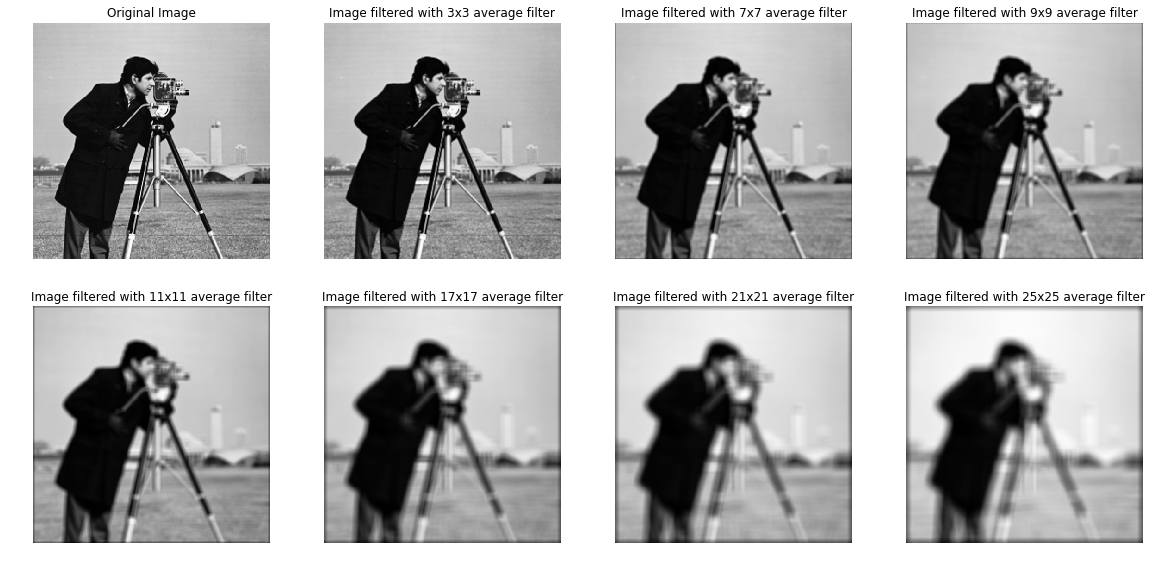 Original Image
Image filtered with 3x3 average filter
Image filtered with 7x7 average filter
Image filtered with 9x9 average filter
Image filtered with 11x11 average filter
Image filtered with 17x17 average filter
Image filtered with 21x21 average filter
Image filtered with 25x25 average filter